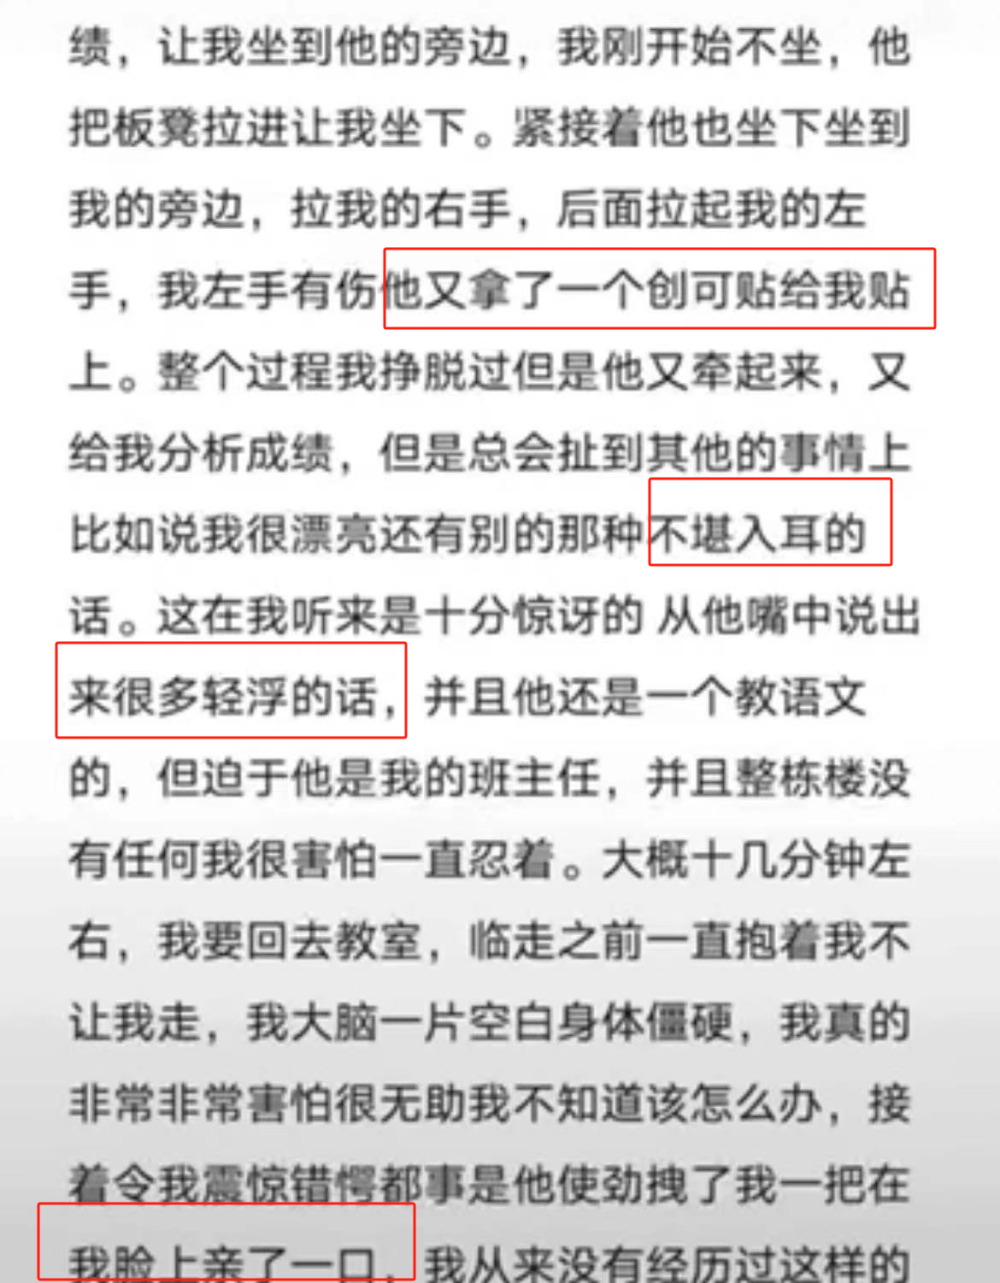 绩，让我坐到他的旁边，我刚开始不坐，他
把板凳拉进让我坐下。紧接着他也坐下坐到
我的旁边，拉我的右手，后面拉起我的左
手，我左手有伤他又拿了一个创可贴给我贴
上。整个过程我挣脱过但是他又牵起来，又
给我分析成绩，但是总会扯到其他的事情上
比如说我很漂亮还有别的那种不堪入耳的
话。这在我听来是十分惊讶的 从他嘴中说出
来很多轻浮的话，并且他还是一个教语文
的，但迫于他是我的班主任，并且整栋楼没
有任何我很害怕一直忍着。大概十几分钟左
右，我要回去教室，临走之前一直抱着我不
让我走，我大脑一片空白身体僵硬，我真的
非常非常害怕很无助我不知道该怎么办，接
着令我震惊错愕都事是他使劲拽了我一把在
我脸上亲了一口，我从来没有经历过这样的